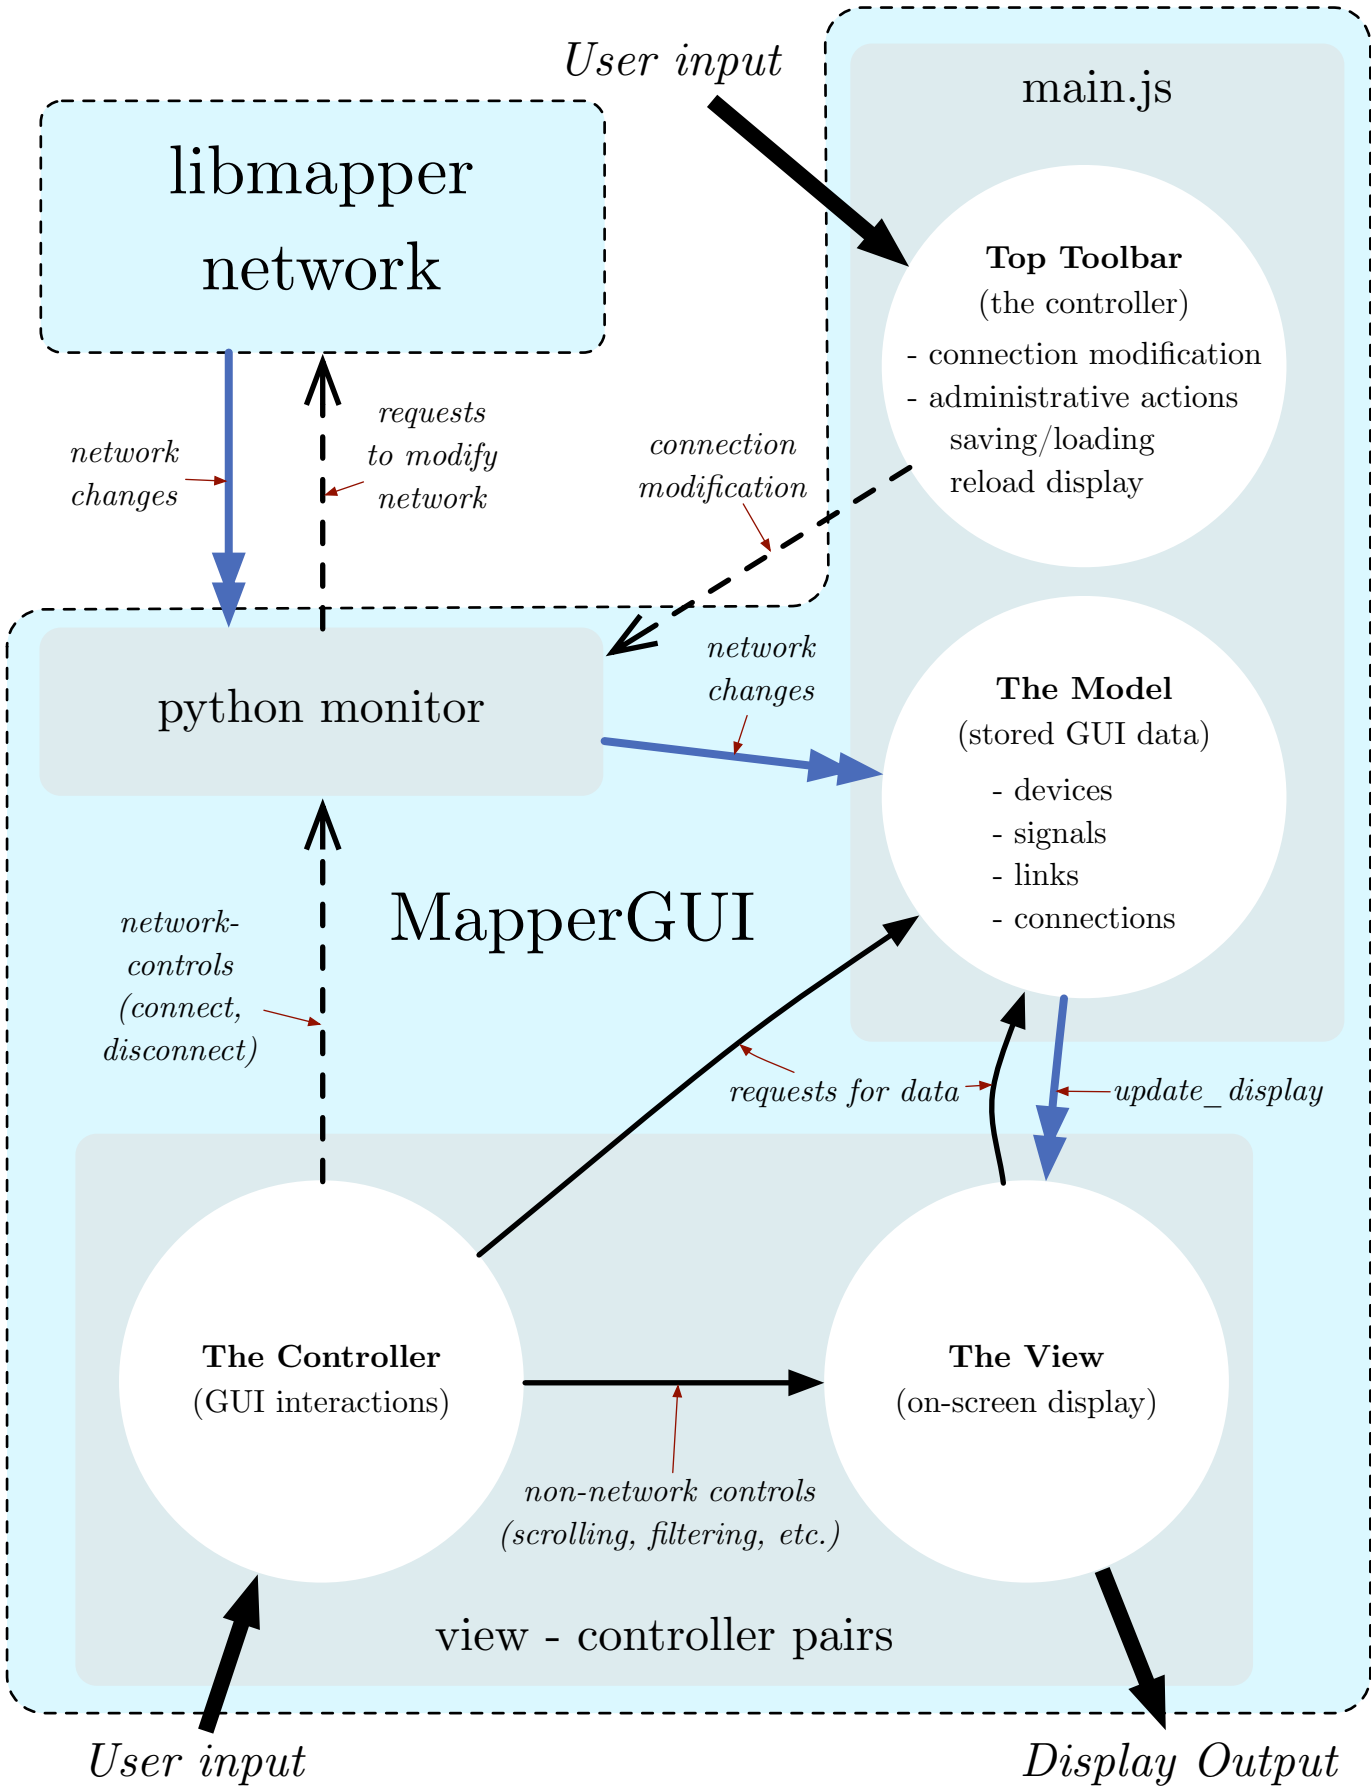 User input
main.js
libmapper
network
Top Toolbar
(the controller)
- connection modification
- administrative actions
saving/loading
reload display
network
changes
requests
to modify
network
connection
modification
python monitor
network
changes
The Model
(stored GUI data)
- devices
- signals
- links
- connections
MapperGUI
network-
controls
(connect,
disconnect)
requests for data
update_display
The Controller
(GUI interactions)
The View
(on-screen display)
non-network controls
(scrolling, filtering, etc.)
view - controller pairs
User input
Display Output